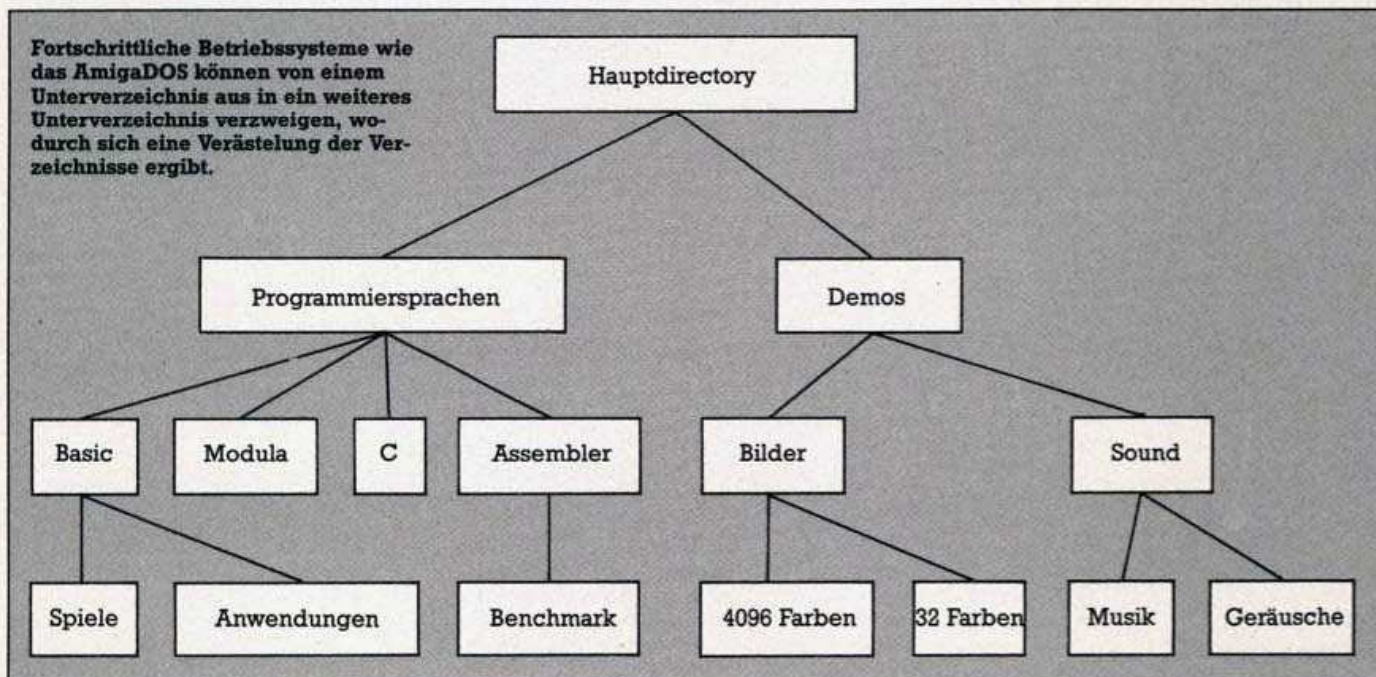 Fortschrittliche Betriebssysteme wie
das AmigaDOS können von einem
Unterverzeichnis aus in ein weiteres
Unterverzeichnis verzweigen, wo-
durch sich eine Verästelung der Ver-
zeichnisse ergibt.
Hauptdirectory
Programmiersprachen
Demos
Basic
Modula
C
Assembler
Bilder
Sound
Spiele
Anwendungen
Benchmark
4096 Farben
32 Farben
Musik
Geräusche